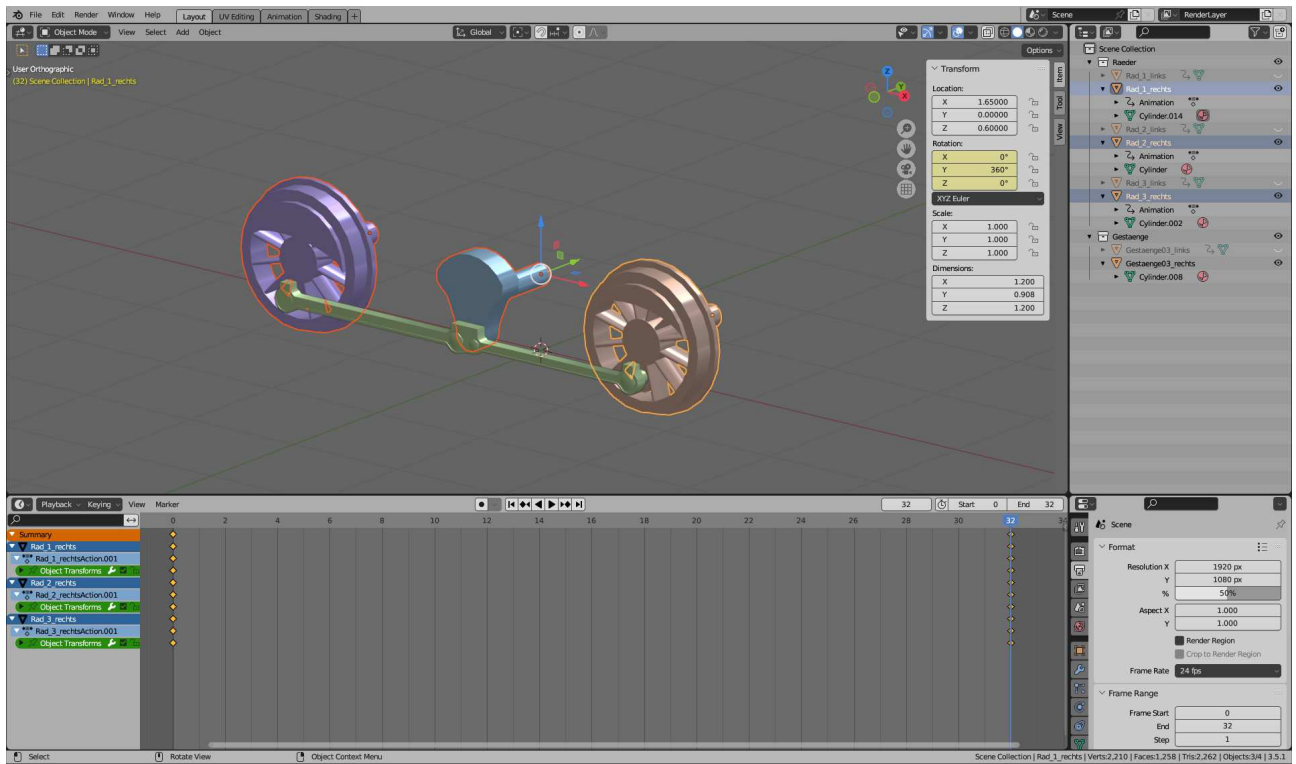 File Edit Render Window Help Layout UV Editing Animation Shading + Scene RenderLayer
Object Mode View Select Add Object Global
Options
User Orthographic
(32) Scene Collection | Rad_1_rechts
Z
Y
X
Transform
Location:
X 1.65000
Y 0.00000
Z 0.60000
Rotation:
X 0°
Y 360°
Z 0°
XYZ Euler
Scale:
X 1.000
Y 1.000
Z 1.000
Dimensions:
X 1.200
Y 0.908
Z 1.200
Item
Tool
View
Scene Collection
Raeder
Rad_1_links
Rad_1_rechts
Animation
Cylinder.014
Rad_2_links
Rad_2_rechts
Animation
Cylinder
Rad_3_links
Rad_3_rechts
Animation
Cylinder.002
Gestaenge
Gestaenge03_links
Gestaenge03_rechts
Cylinder.008
Playback Keying View Marker 32 Start 0 End 32
0 2 4 6 8 10 12 14 16 18 20 22 24 26 28 30 32
Summary
Rad_1_rechts
Rad_1_rechtsAction.001
Object Transforms
Rad_2_rechts
Rad_2_rechtsAction.001
Object Transforms
Rad_3_rechts
Rad_3_rechtsAction.001
Object Transforms
Scene
Format
Resolution X 1920 px
Y 1080 px
% 50%
Aspect X 1.000
Y 1.000
Render Region
Crop to Render Region
Frame Rate 24 fps
Frame Range
Frame Start 0
End 32
Step 1
Select Rotate View Object Context Menu Scene Collection | Rad_1_rechts | Verts:2,210 | Faces:1,258 | Tris:2,262 | Objects:3/4 | 3.5.1